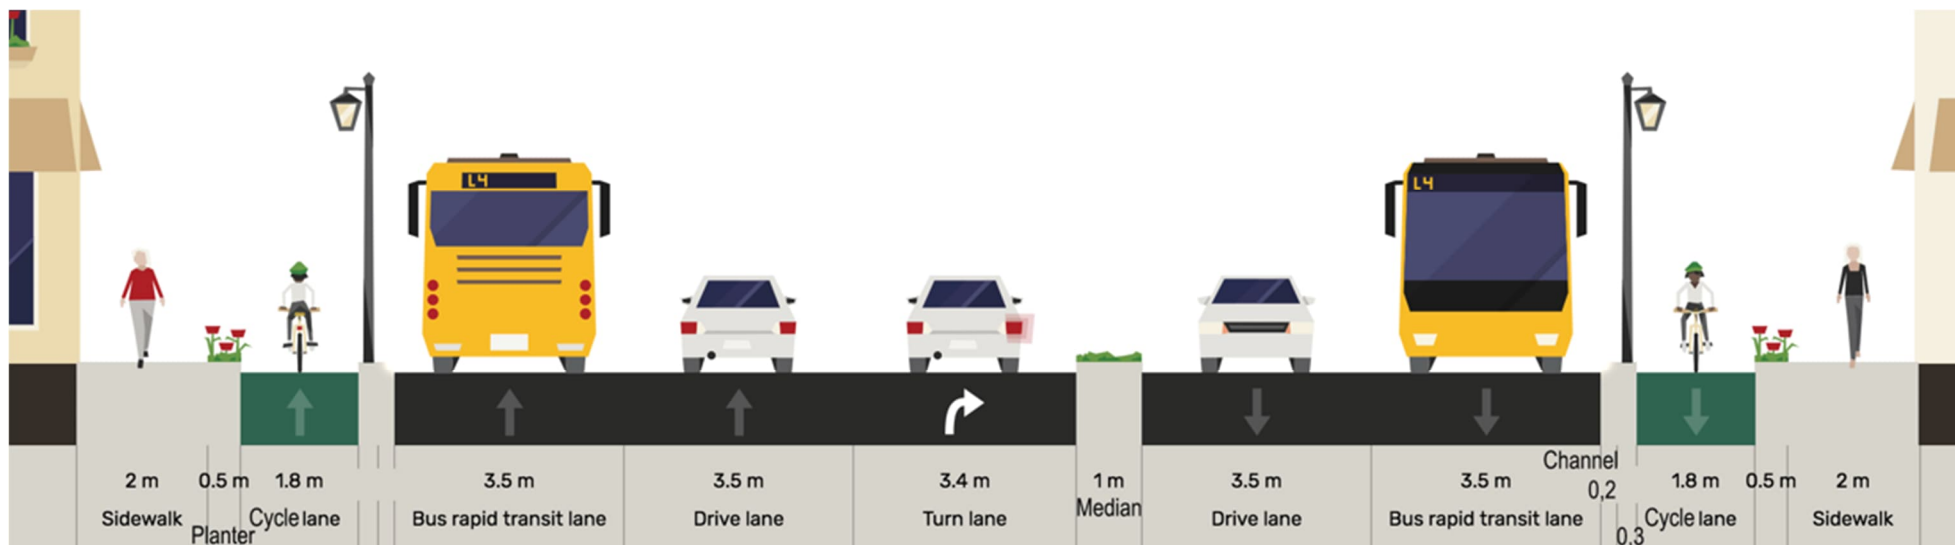 L4
L4
2 m
0.5 m
1.8 m
3.5 m
3.5 m
3.4 m
1 m
3.5 m
3.5 m
Channel
0,2
0,3
1.8 m
0.5 m
2 m
Sidewalk
Planter
Cycle lane
Bus rapid transit lane
Drive lane
Turn lane
Median
Drive lane
Bus rapid transit lane
Cycle lane
Sidewalk